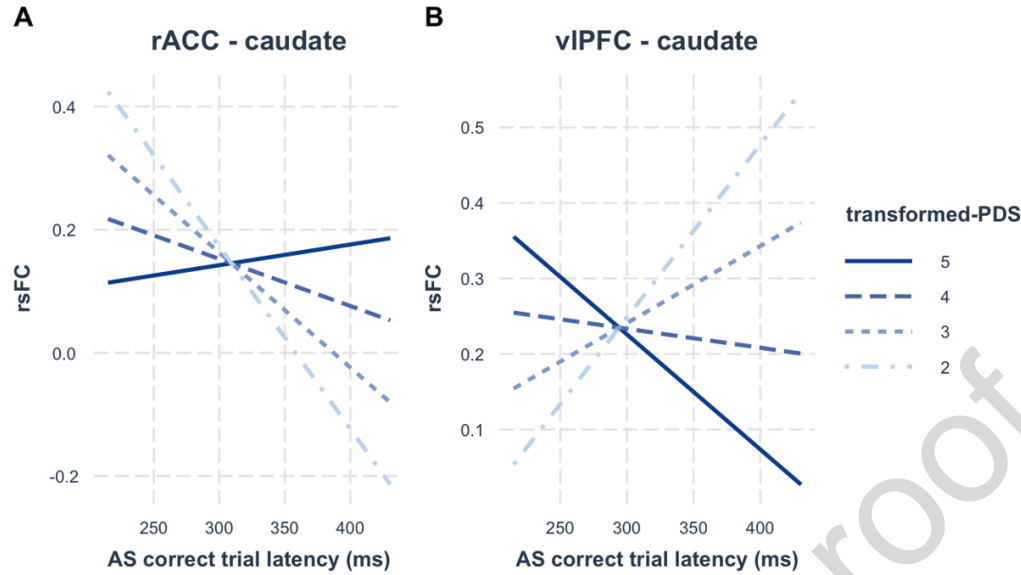 A
rACC - caudate
0.4
0.2
0.0
-0.2
rsFC
250
300
350
400
AS correct trial latency (ms)
B
vlPFC - caudate
0.5
0.4
0.3
0.2
0.1
rsFC
250
300
350
400
AS correct trial latency (ms)
transformed-PDS
5
4
3
2
roof